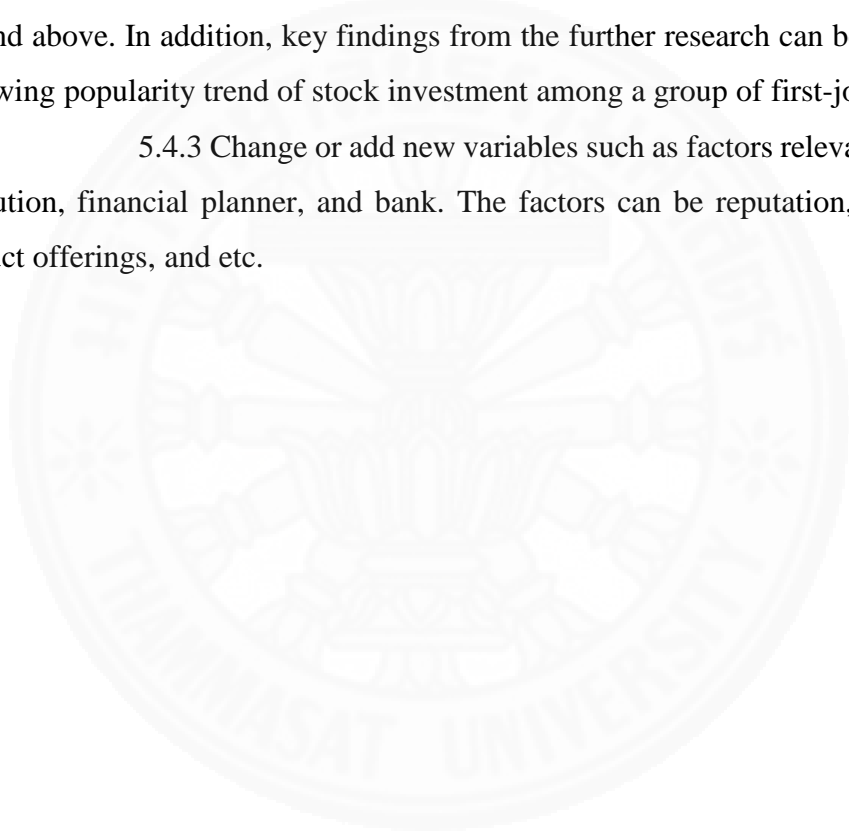 nd above. In addition, key findings from the further research can b
wing popularity trend of stock investment among a group of first-jo
5.4.3 Change or add new variables such as factors releva
ution, financial planner, and bank. The factors can be reputation,
ct offerings, and etc.
THAMMASAT UNIVERSITY